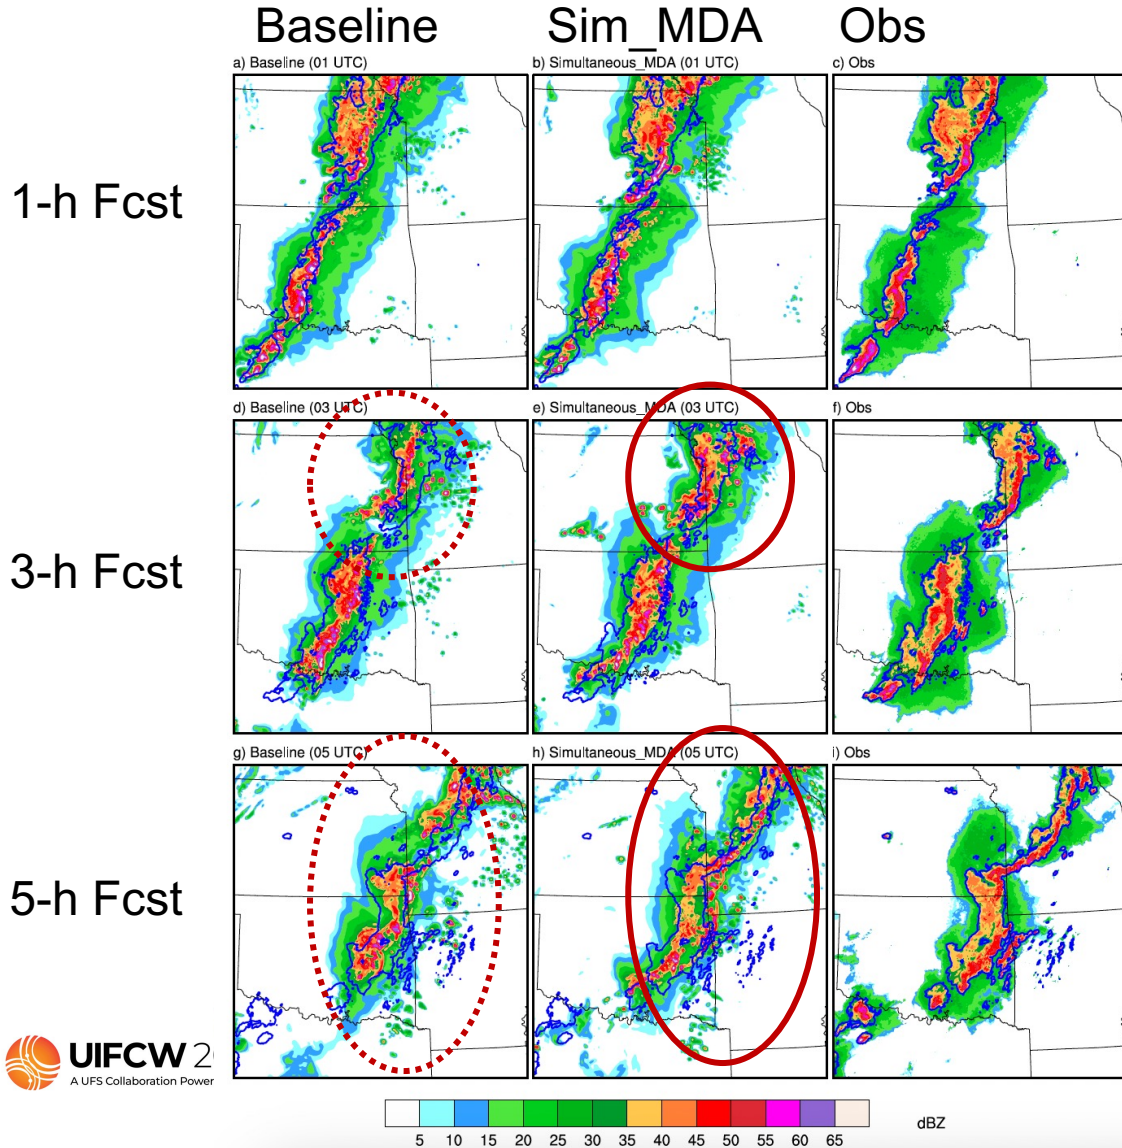 Baseline Sim_MDA Obs
a) Baseline (01 UTC) b) Simultaneous_MDA (01 UTC) c) Obs
1-h Fcst
d) Baseline (03 UTC) e) Simultaneous_MDA (03 UTC) f) Obs
3-h Fcst
g) Baseline (05 UTC) h) Simultaneous_MDA (05 UTC) i) Obs
5-h Fcst
UIFCW 2
A UFS Collaboration Power
dBZ
5 10 15 20 25 30 35 40 45 50 55 60 65